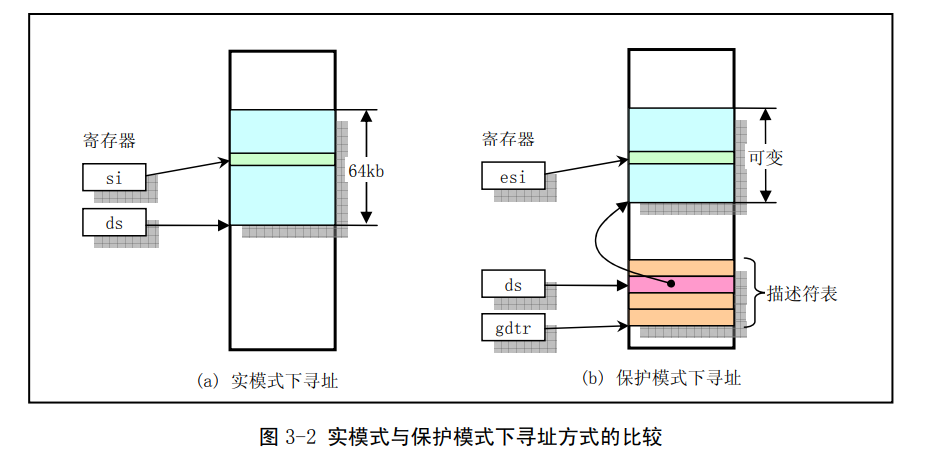 寄存器
si
ds
64kb
(a) 实模式下寻址
寄存器
esi
可变
ds
gdtr
描述符表
(b) 保护模式下寻址
图 3-2 实模式与保护模式下寻址方式的比较